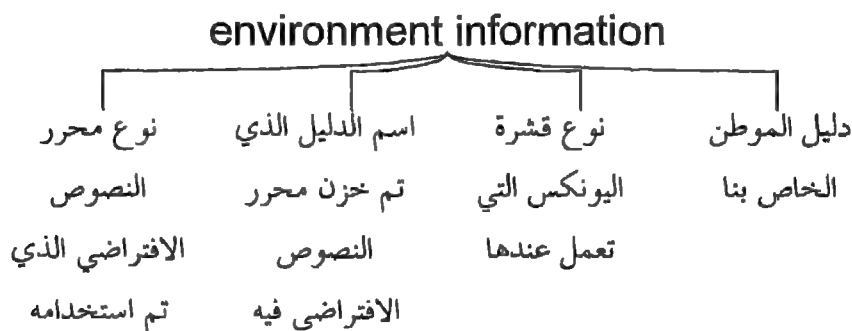 environment information
دليل الموطن
الخاص بنا
نوع قشرة
اليونكس التي
تعمل عندها
اسم الدليل الذي
تم خزن محرر
النصوص
الافتراضى فيه
نوع محرر
النصوص
الافتراضي الذي
تم استخدامه